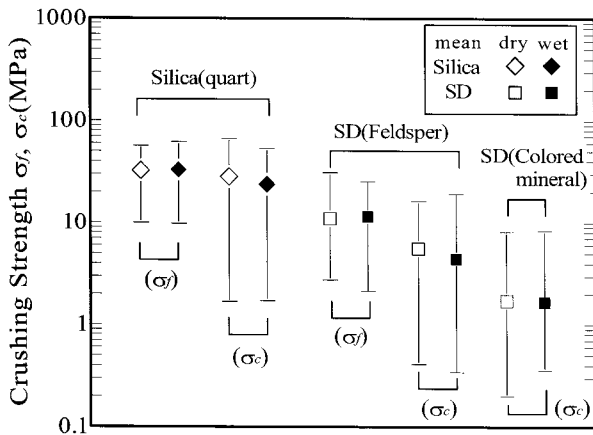 Crushing Strength σf, σc(MPa)
1000
100
10
1
0.1
mean dry wet
Silica
SD
Silica(quart)
SD(Feldsper)
SD(Colored
mineral)
(σf)
(σc)
(σf)
(σc)
(σc)